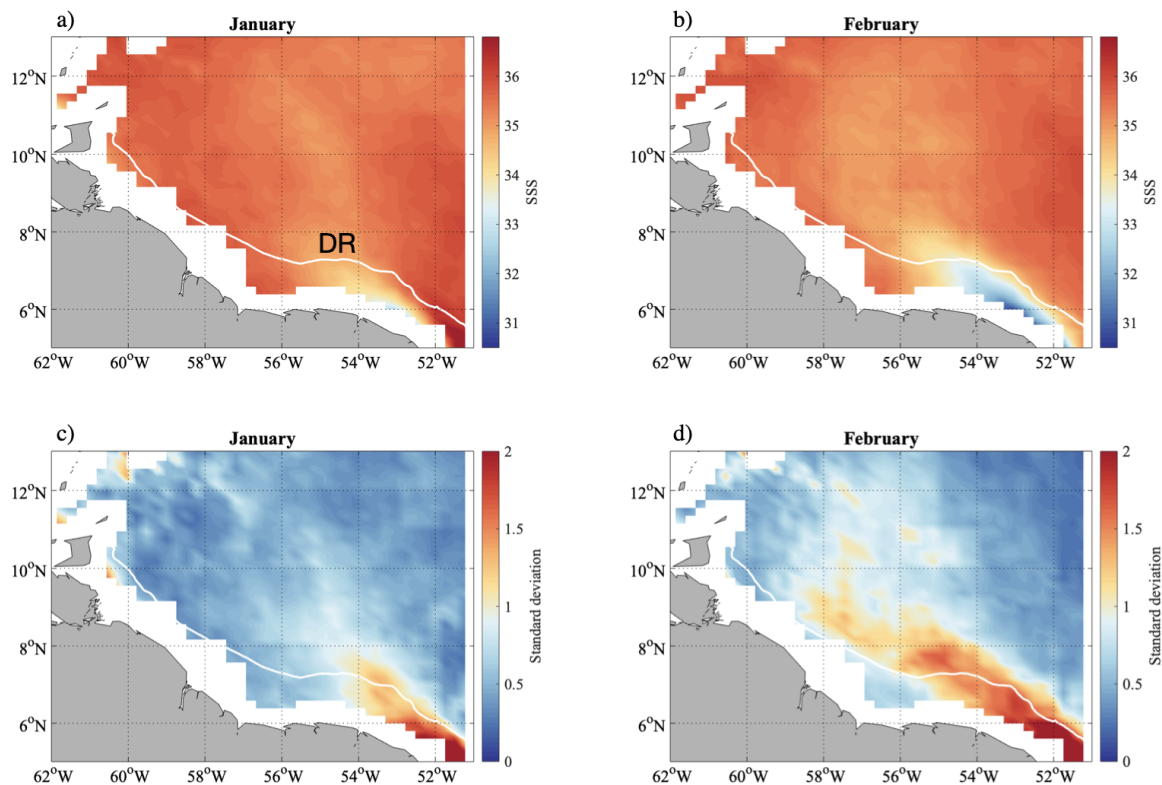 a) January
12°N
10°N
8°N
6°N
62°W 60°W 58°W 56°W 54°W 52°W
DR
36
35
34
33
32
31
SSS
b) February
12°N
10°N
8°N
6°N
62°W 60°W 58°W 56°W 54°W 52°W
36
35
34
33
32
31
SSS
c) January
12°N
10°N
8°N
6°N
62°W 60°W 58°W 56°W 54°W 52°W
2
1.5
1
0.5
0
Standard deviation
d) February
12°N
10°N
8°N
6°N
62°W 60°W 58°W 56°W 54°W 52°W
2
1.5
1
0.5
0
Standard deviation